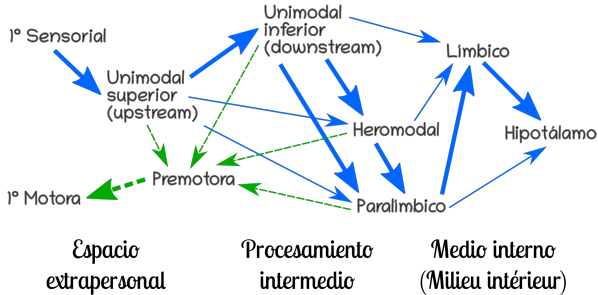 1º Sensorial
Unimodal
superior
(upstream)
Unimodal
inferior
(downstream)
Límbico
Heromodal
Hipotálamo
Premotora
1º Motora
Paralímbico
Espacio
extrapersonal
Procesamiento
intermedio
Medio interno
(Milieu intérieur)